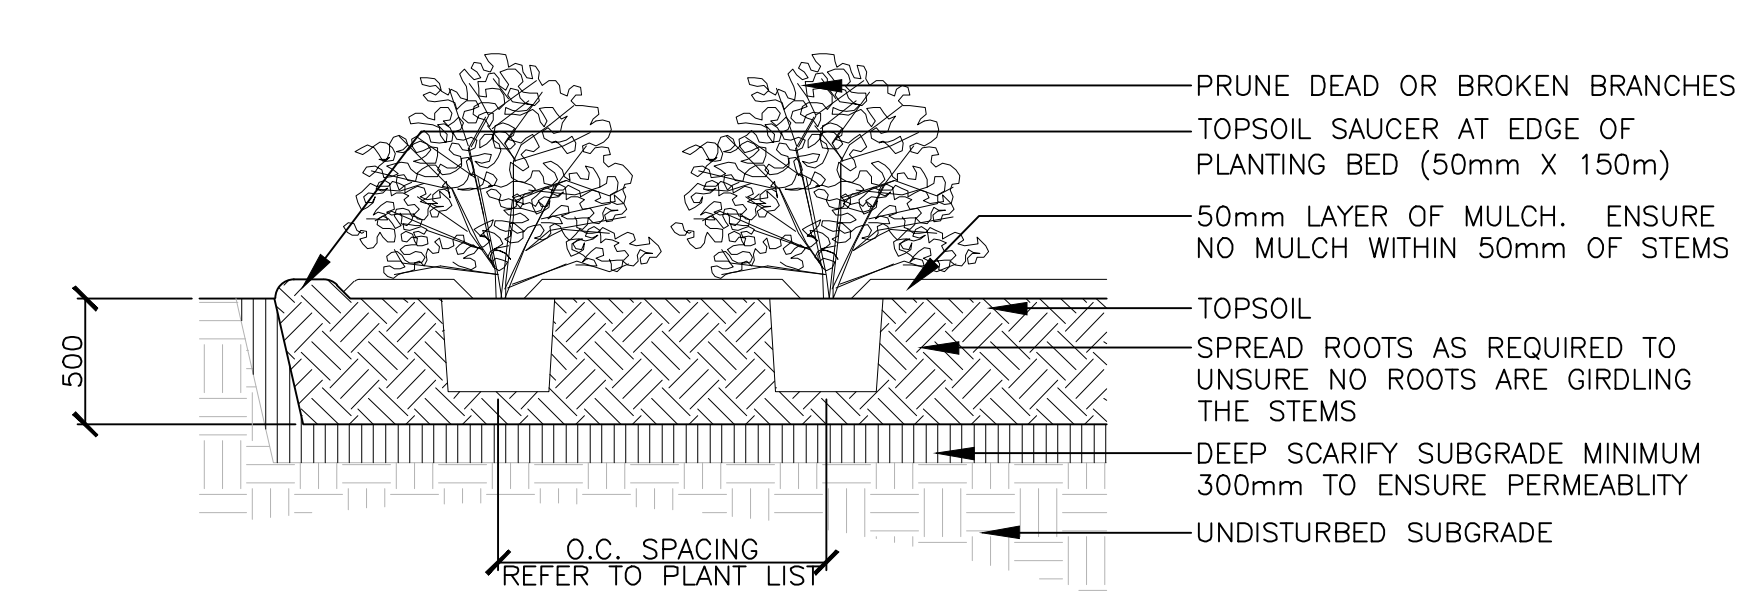 PRUNE DEAD OR BROKEN BRANCHES
TOPSOIL SAUCER AT EDGE OF
PLANTING BED (50mm X 150m)
50mm LAYER OF MULCH. ENSURE
NO MULCH WITHIN 50mm OF STEMS
TOPSOIL
SPREAD ROOTS AS REQUIRED TO
UNSURE NO ROOTS ARE GIRDLING
THE STEMS
DEEP SCARIFY SUBGRADE MINIMUM
300mm TO ENSURE PERMEABLITY
UNDISTURBED SUBGRADE
500
O.C. SPACING
REFER TO PLANT LIST